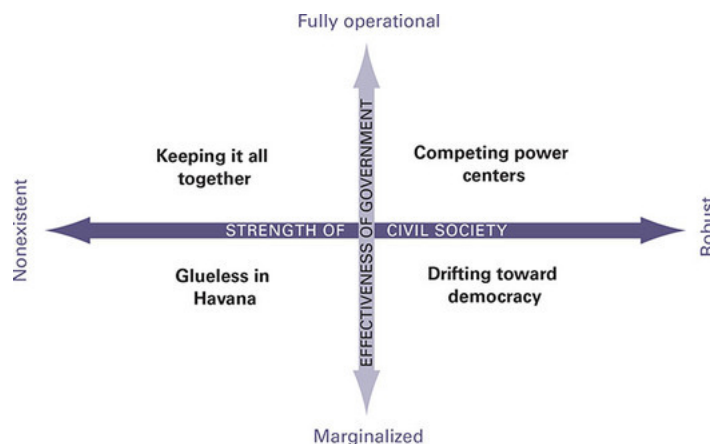 Fully operational
Keeping it all
together
Competing power
centers
Nonexistent
STRENGTH OF CIVIL SOCIETY
EFFECTIVENESS OF GOVERNMENT
Robust
Glueless in
Havana
Drifting toward
democracy
Marginalized